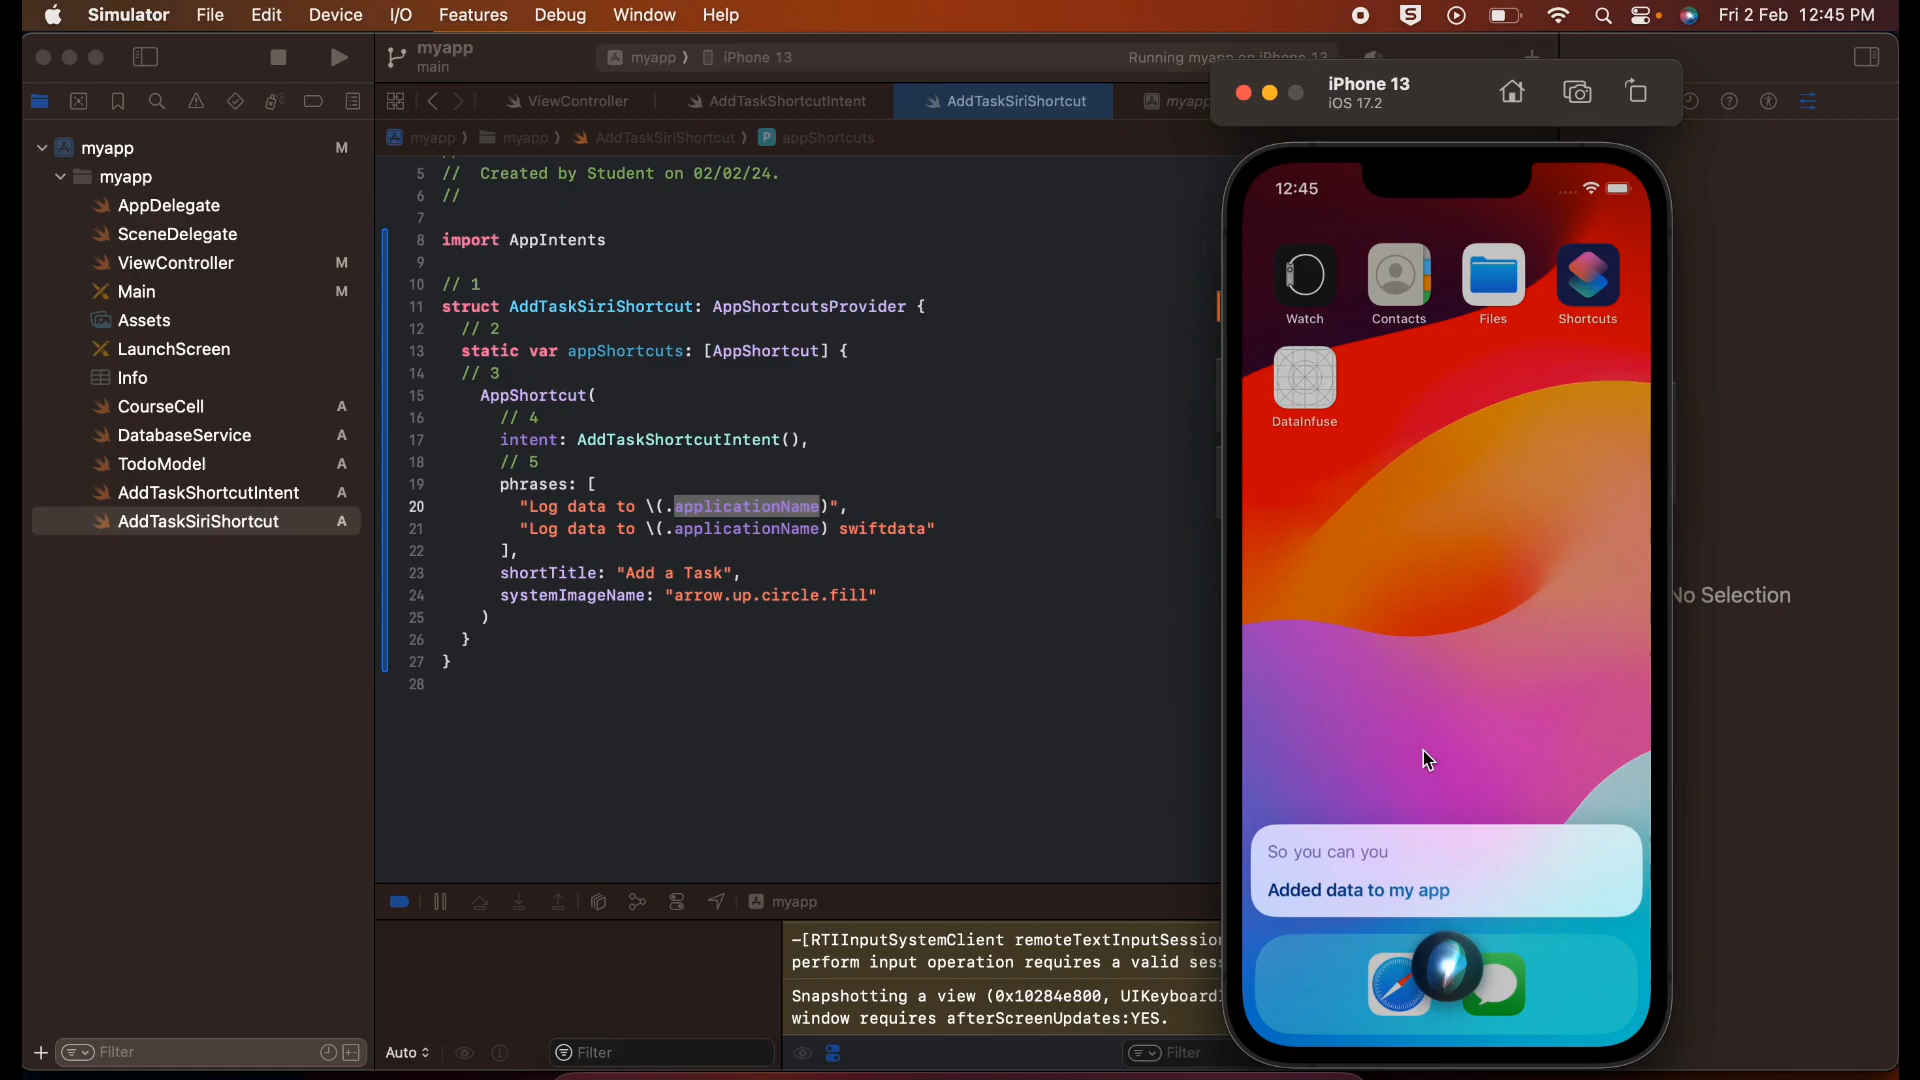 Simulator File Edit Device I/O Features Debug Window Help
Fri 2 Feb 12:45 PM
myapp
main
myapp ⟩ iPhone 13
Running myapp on iPhone 13
ViewController
AddTaskShortcutIntent
AddTaskSiriShortcut
myapp ⟩ myapp ⟩ AddTaskSiriShortcut ⟩ P appShortcuts
myapp M
myapp
AppDelegate
SceneDelegate
ViewController M
Main M
Assets
LaunchScreen
Info
CourseCell A
DatabaseService A
TodoModel A
AddTaskShortcutIntent A
AddTaskSiriShortcut A
5 // Created by Student on 02/02/24.
6 //
7
8 import AppIntents
9
10 // 1
11 struct AddTaskSiriShortcut: AppShortcutsProvider {
12 // 2
13 static var appShortcuts: [AppShortcut] {
14 // 3
15 AppShortcut(
16 // 4
17 intent: AddTaskShortcutIntent(),
18 // 5
19 phrases: [
20 "Log data to \(.applicationName)",
21 "Log data to \(.applicationName) swiftdata"
22 ],
23 shortTitle: "Add a Task",
24 systemImageName: "arrow.up.circle.fill"
25 )
26 }
27 }
28
myapp
-[RTIInputSystemClient remoteTextInputSession
perform input operation requires a valid ses
Snapshotting a view (0x10284e800, UIKeyboardI
window requires afterScreenUpdates:YES.
Filter
Auto
Filter
Filter
iPhone 13
iOS 17.2
12:45
Watch
Contacts
Files
Shortcuts
DataInfuse
So you can you
Added data to my app
No Selection